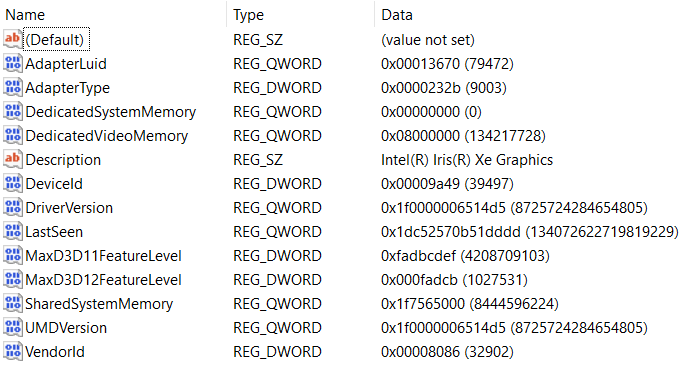 Name Type Data
(Default) REG_SZ (value not set)
AdapterLuid REG_QWORD 0x00013670 (79472)
AdapterType REG_DWORD 0x0000232b (9003)
DedicatedSystemMemory REG_QWORD 0x00000000 (0)
DedicatedVideoMemory REG_QWORD 0x08000000 (134217728)
Description REG_SZ Intel(R) Iris(R) Xe Graphics
DeviceId REG_DWORD 0x00009a49 (39497)
DriverVersion REG_QWORD 0x1f0000006514d5 (8725724284654805)
LastSeen REG_QWORD 0x1dc52570b51dddd (134072622719819229)
MaxD3D11FeatureLevel REG_DWORD 0xfadbcdef (4208709103)
MaxD3D12FeatureLevel REG_DWORD 0x000fadcb (1027531)
SharedSystemMemory REG_QWORD 0x1f7565000 (8444596224)
UMDVersion REG_QWORD 0x1f0000006514d5 (8725724284654805)
VendorId REG_DWORD 0x00008086 (32902)